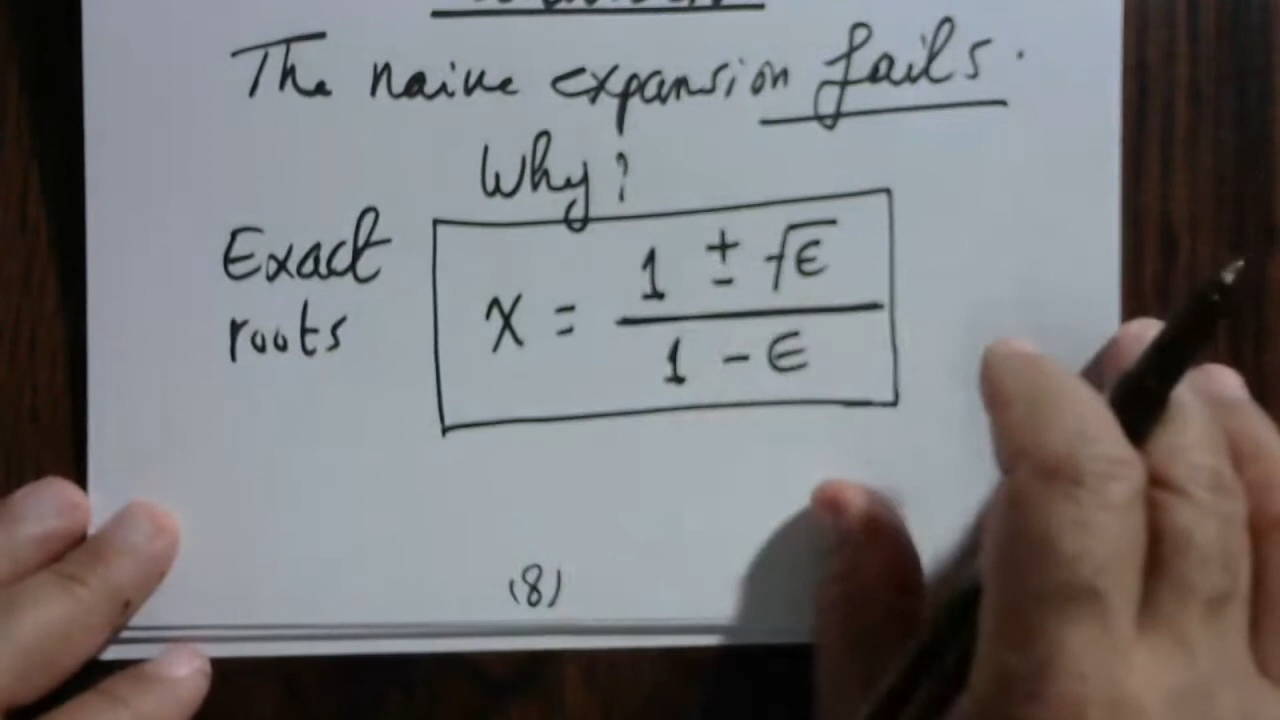 The naive expansion fails.
Why?
Exact roots
x = (1 ± √ϵ) / (1 - ϵ)
(8)